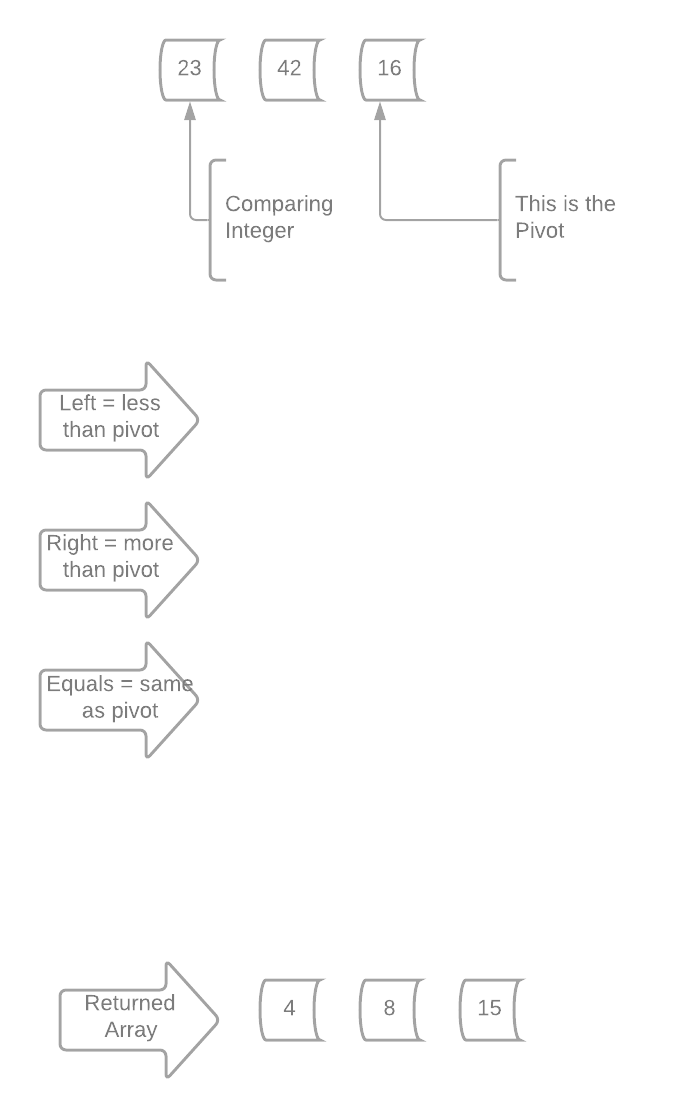 23 42 16
Comparing
Integer
This is the
Pivot
Left = less
than pivot
Right = more
than pivot
Equals = same
as pivot
Returned
Array
4 8 15